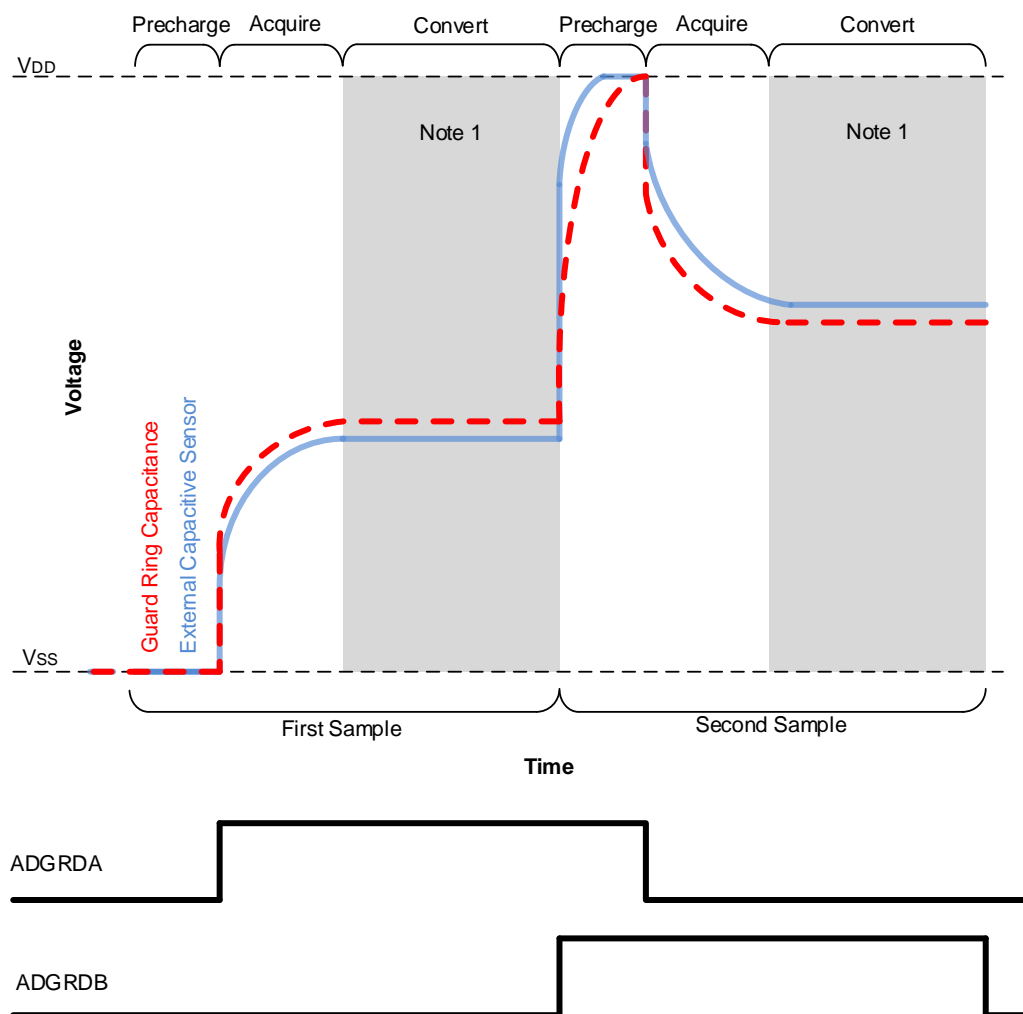 Precharge Acquire Convert Precharge Acquire Convert
VDD
Note 1 Note 1
Voltage
Guard Ring Capacitance
External Capacitive Sensor
VSS
First Sample Second Sample
Time
ADGRDA
ADGRDB